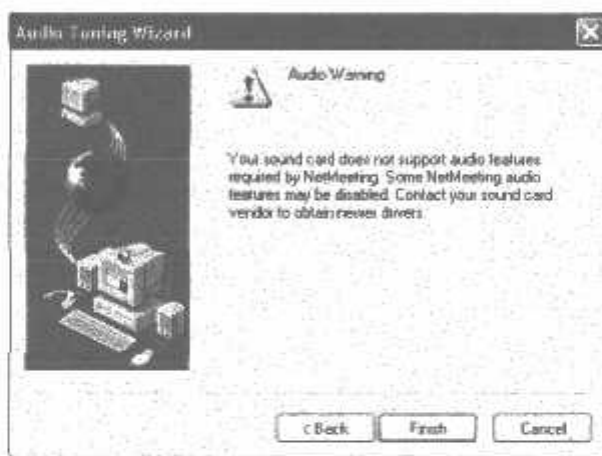 Audio Tuning Wizard
Audio Warning
Your sound card does not support audio features
required by NetMeeting. Some NetMeeting audio
features may be disabled. Contact your sound card
vendor to obtain newer drivers.
< Back
Finish
Cancel